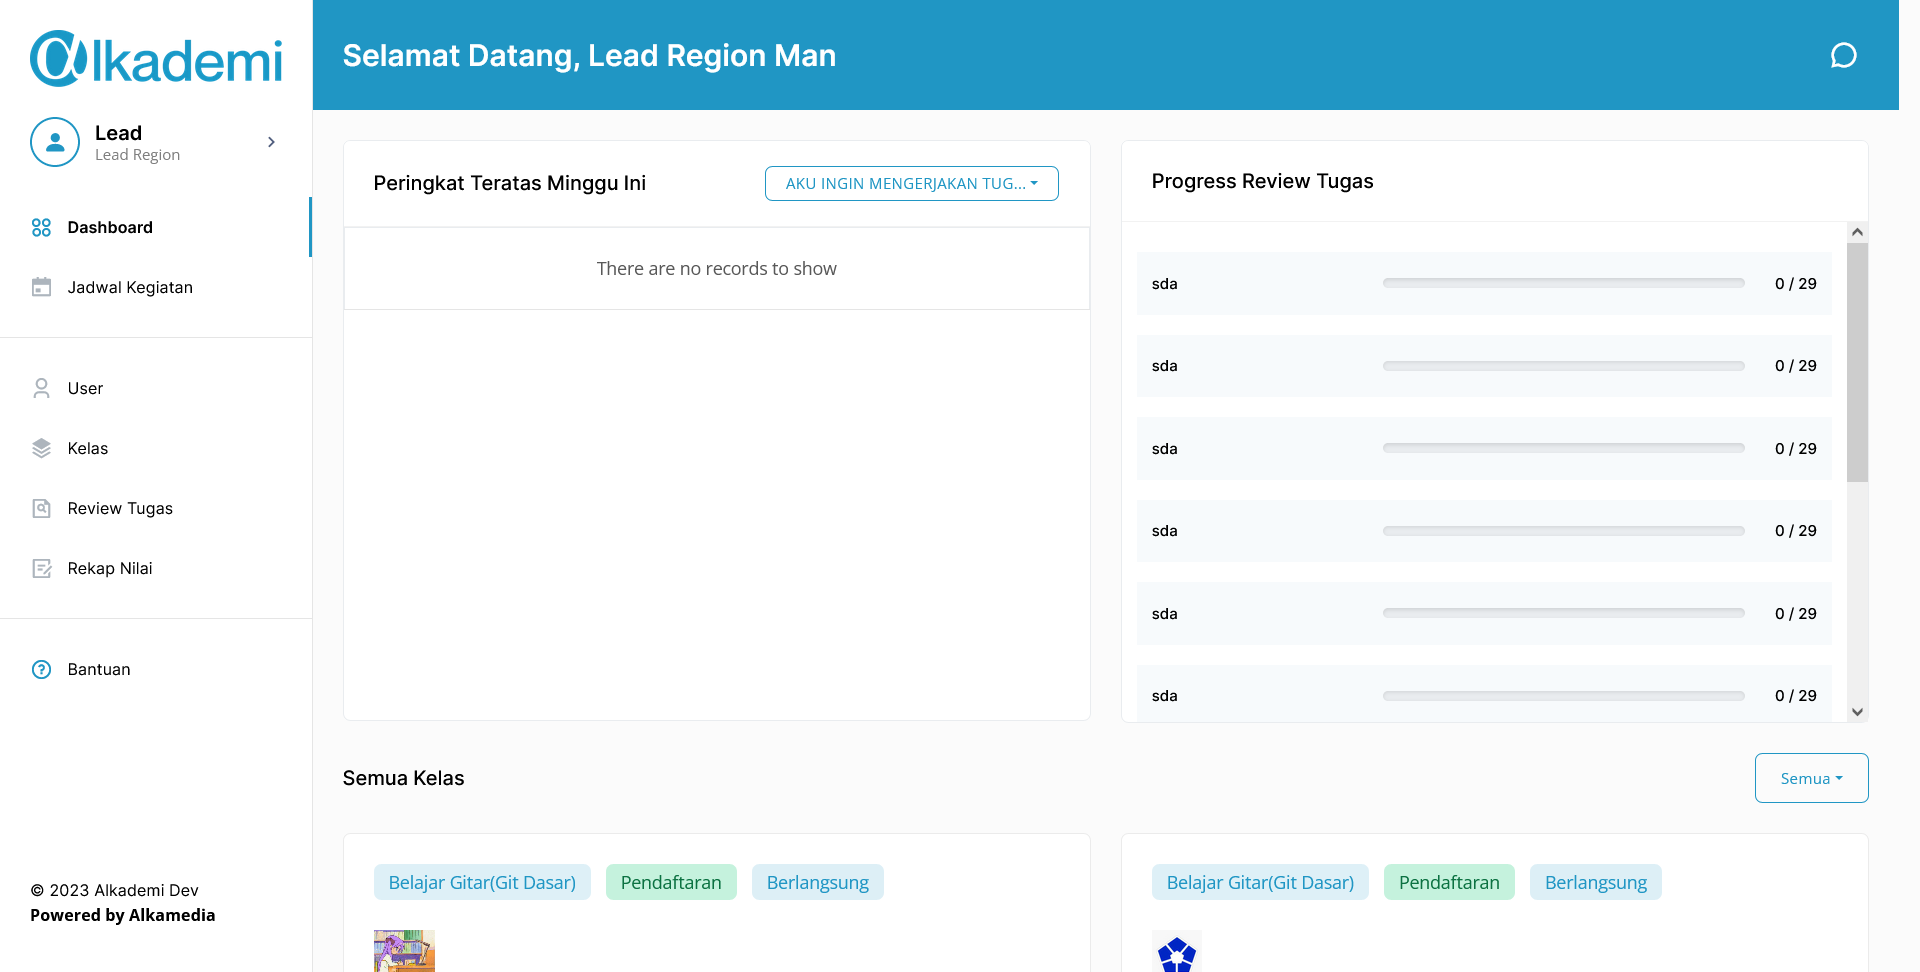 alkademi
Lead
Lead Region
Dashboard
Jadwal Kegiatan
User
Kelas
Review Tugas
Rekap Nilai
Bantuan
© 2023 Alkademi Dev
Powered by Alkamedia
Selamat Datang, Lead Region Man
Peringkat Teratas Minggu Ini
AKU INGIN MENGERJAKAN TUG...
There are no records to show
Progress Review Tugas
sda 0 / 29
sda 0 / 29
sda 0 / 29
sda 0 / 29
sda 0 / 29
sda 0 / 29
Semua Kelas
Semua
Belajar Gitar(Git Dasar) Pendaftaran Berlangsung
Belajar Gitar(Git Dasar) Pendaftaran Berlangsung